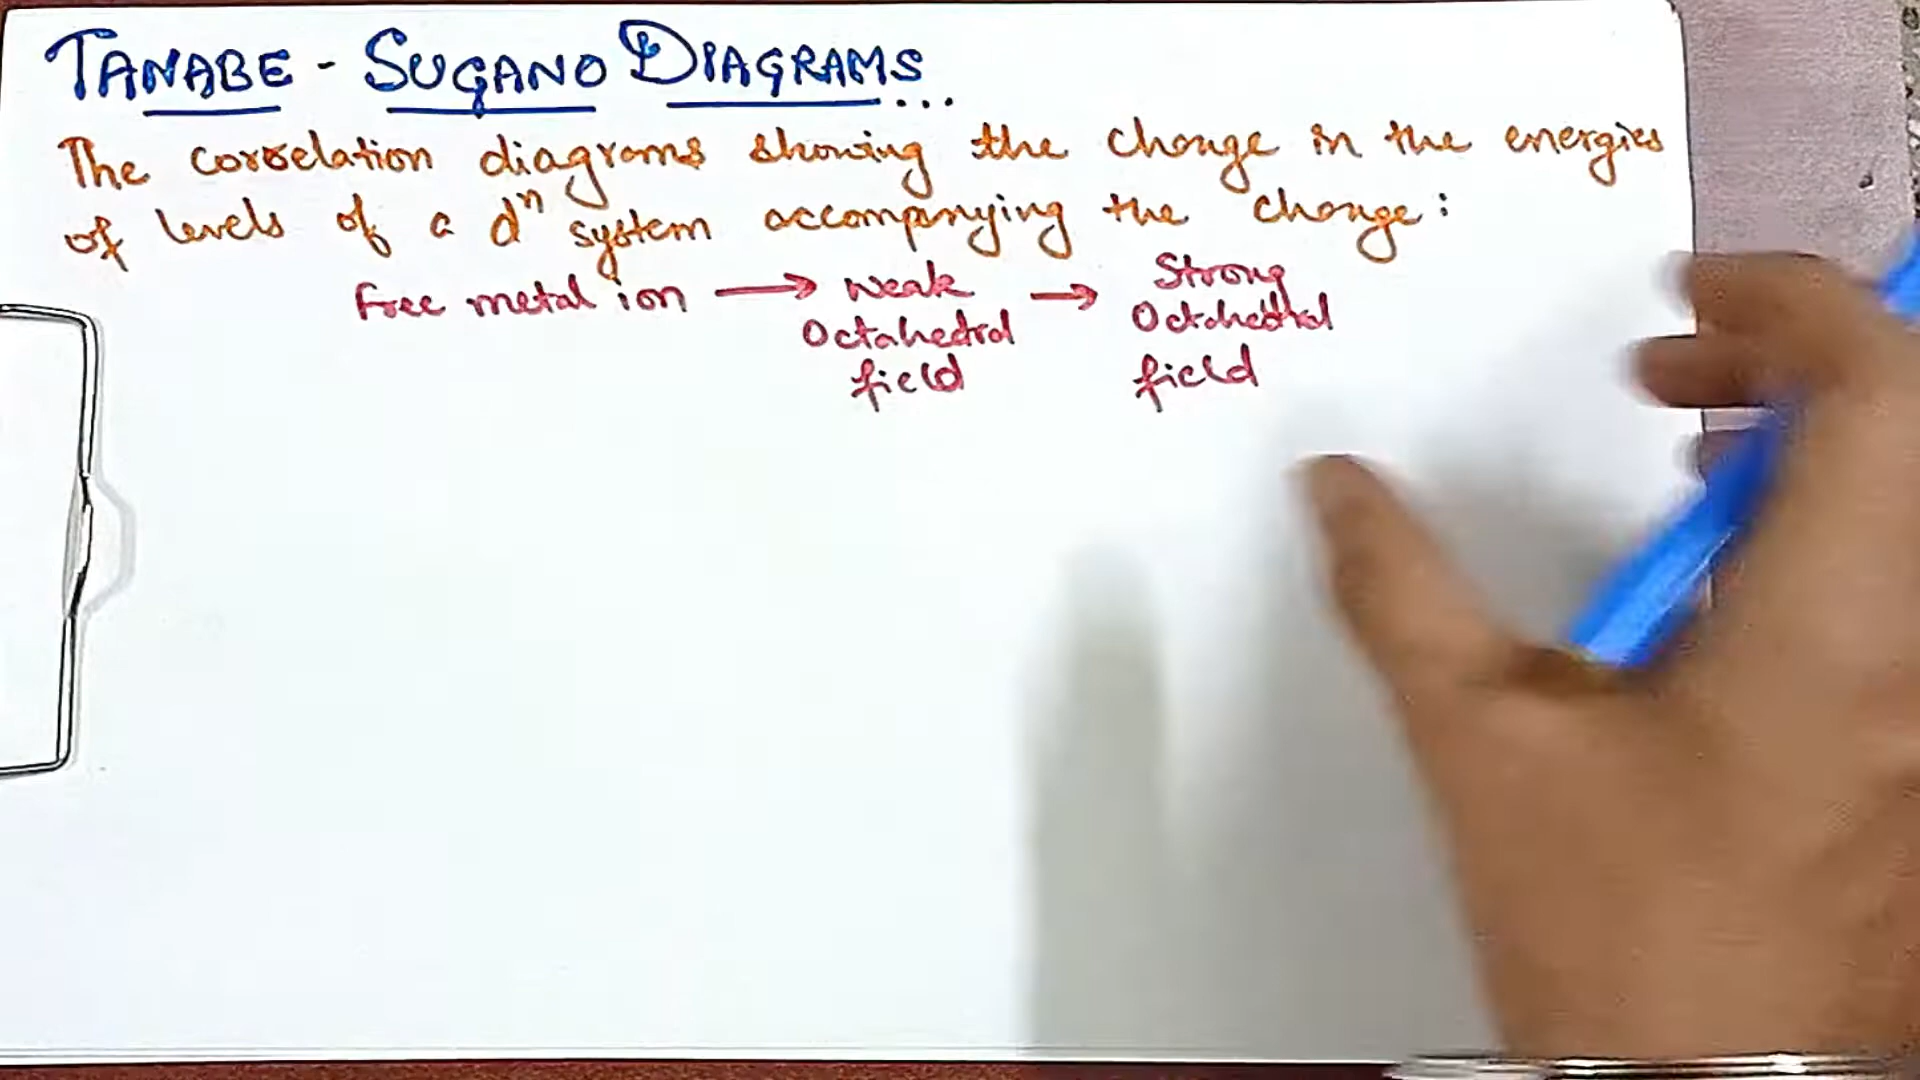 TANABE - SUGANO DIAGRAMS...
The correlation diagrams showing the change in the energies
of levels of a dⁿ system accompanying the change:
Free metal ion → Weak Octahedral field → Strong Octahedral field